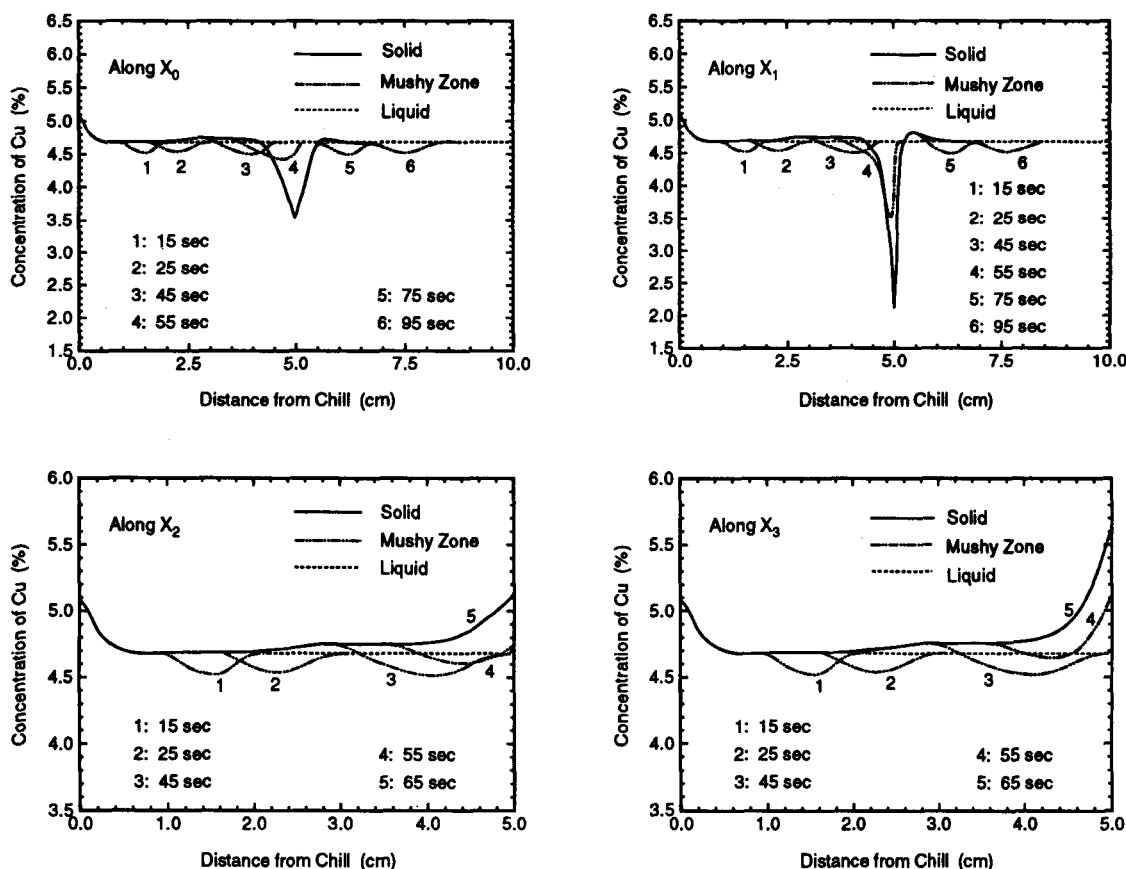 Along X0
Solid
Mushy Zone
Liquid
Concentration of Cu (%)
6.5
6.0
5.5
5.0
4.5
4.0
3.5
3.0
2.5
2.0
1.5
1
2
3
4
5
6
1: 15 sec
2: 25 sec
3: 45 sec
4: 55 sec
5: 75 sec
6: 95 sec
0.0 2.5 5.0 7.5 10.0
Distance from Chill (cm)
Along X1
Solid
Mushy Zone
Liquid
Concentration of Cu (%)
6.5
6.0
5.5
5.0
4.5
4.0
3.5
3.0
2.5
2.0
1.5
1
2
3
4
5
6
1: 15 sec
2: 25 sec
3: 45 sec
4: 55 sec
5: 75 sec
6: 95 sec
0.0 2.5 5.0 7.5 10.0
Distance from Chill (cm)
Along X2
Solid
Mushy Zone
Liquid
Concentration of Cu (%)
6.0
5.5
5.0
4.5
4.0
3.5
1
2
3
4
5
1: 15 sec
2: 25 sec
3: 45 sec
4: 55 sec
5: 65 sec
0.0 1.0 2.0 3.0 4.0 5.0
Distance from Chill (cm)
Along X3
Solid
Mushy Zone
Liquid
Concentration of Cu (%)
6.0
5.5
5.0
4.5
4.0
3.5
1
2
3
4
5
1: 15 sec
2: 25 sec
3: 45 sec
4: 55 sec
5: 65 sec
0.0 1.0 2.0 3.0 4.0 5.0
Distance from Chill (cm)